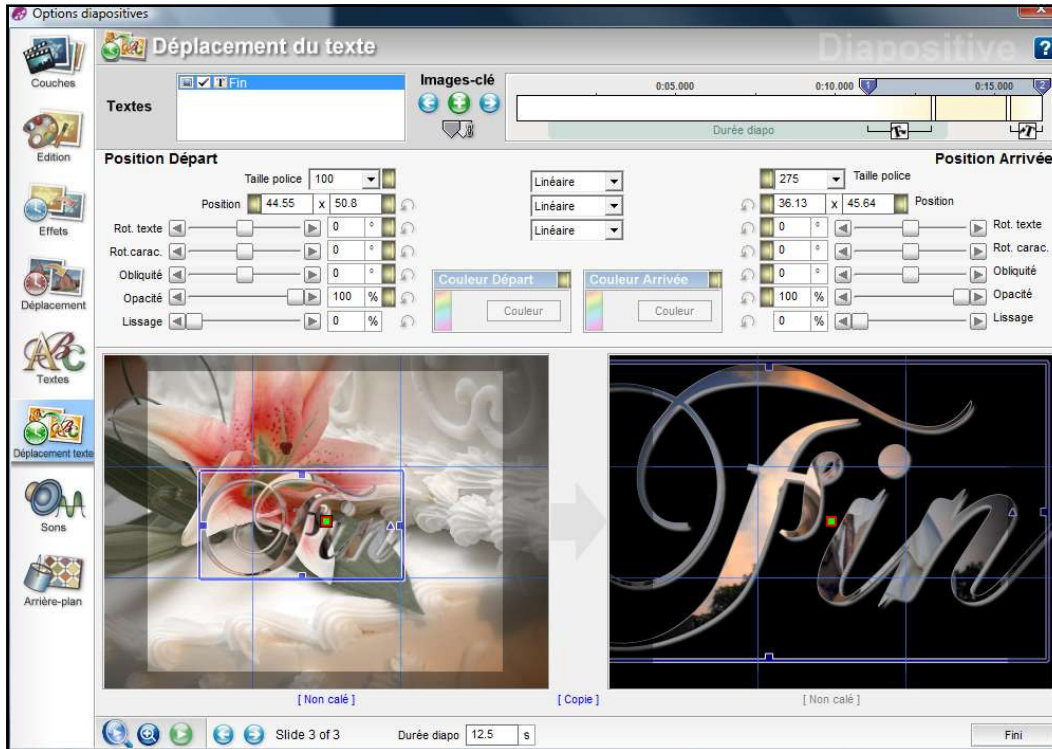 Options diapositives
Déplacement du texte
Diapositive
?
Couches
Edition
Effets
Déplacement
Textes
Déplacement texte
Sons
Arrière-plan
Textes
T Fin
Images-clé
0:05.000 0:10.000 1 0:15.000 2
Durée diapo
Position Départ
Position Arrivée
Taille police 100
Linéaire
275 Taille police
Position 44.55 x 50.8
Linéaire
36.13 x 45.64 Position
Rot. texte 0 °
Linéaire
0 ° Rot. texte
Rot.carac. 0 °
0 ° Rot. carac.
Obliquité 0 °
Couleur Départ
Couleur Arrivée
0 ° Obliquité
Opacité 100 %
Couleur
Couleur
100 % Opacité
Lissage 0 %
0 % Lissage
Fin
Fin
[ Non calé ]
[ Copie ]
[ Non calé ]
Slide 3 of 3
Durée diapo 12.5 s
Fini